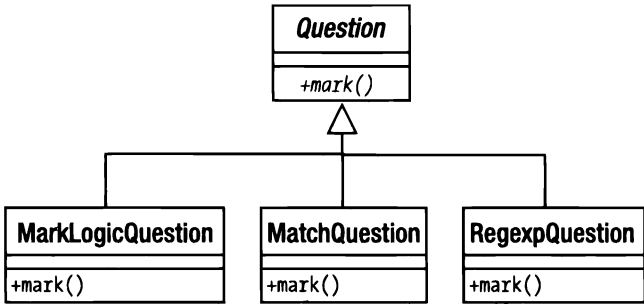 Question
+mark()
MarkLogicQuestion
+mark()
MatchQuestion
+mark()
RegexpQuestion
+mark()